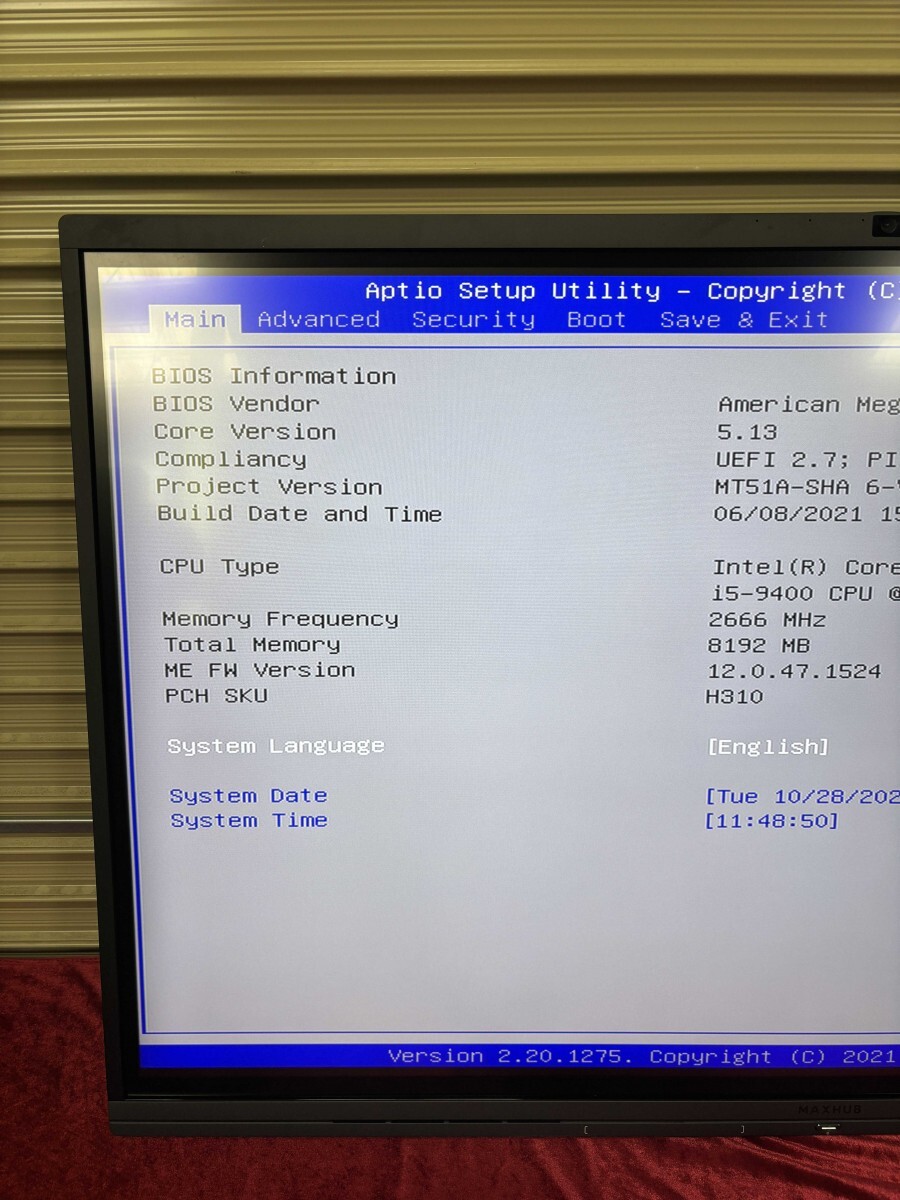 Aptio Setup Utility – Copyright (C)
Main Advanced Security Boot Save & Exit
BIOS Information
BIOS Vendor American Meg
Core Version 5.13
Compliancy UEFI 2.7; PI
Project Version MT51A-SHA 6-
Build Date and Time 06/08/2021 15
CPU Type Intel(R) Core
i5-9400 CPU @
Memory Frequency 2666 MHz
Total Memory 8192 MB
ME FW Version 12.0.47.1524
PCH SKU H310
System Language [English]
System Date [Tue 10/28/202
System Time [11:48:50]
Version 2.20.1275. Copyright (C) 2021
MAXHUB